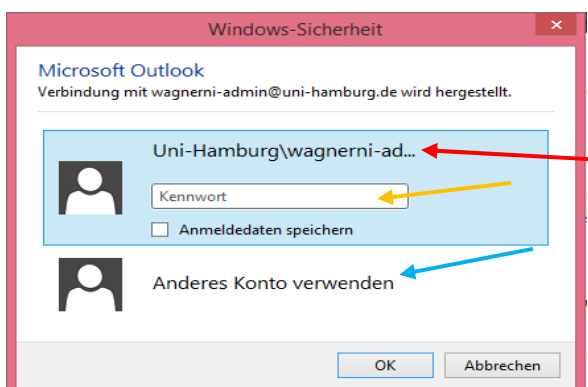 Windows-Sicherheit
Microsoft Outlook
Verbindung mit wagnerni-admin@uni-hamburg.de wird hergestellt.
Uni-Hamburg\wagnerni-ad...
Kennwort
Anmeldedaten speichern
Anderes Konto verwenden
OK
Abbrechen